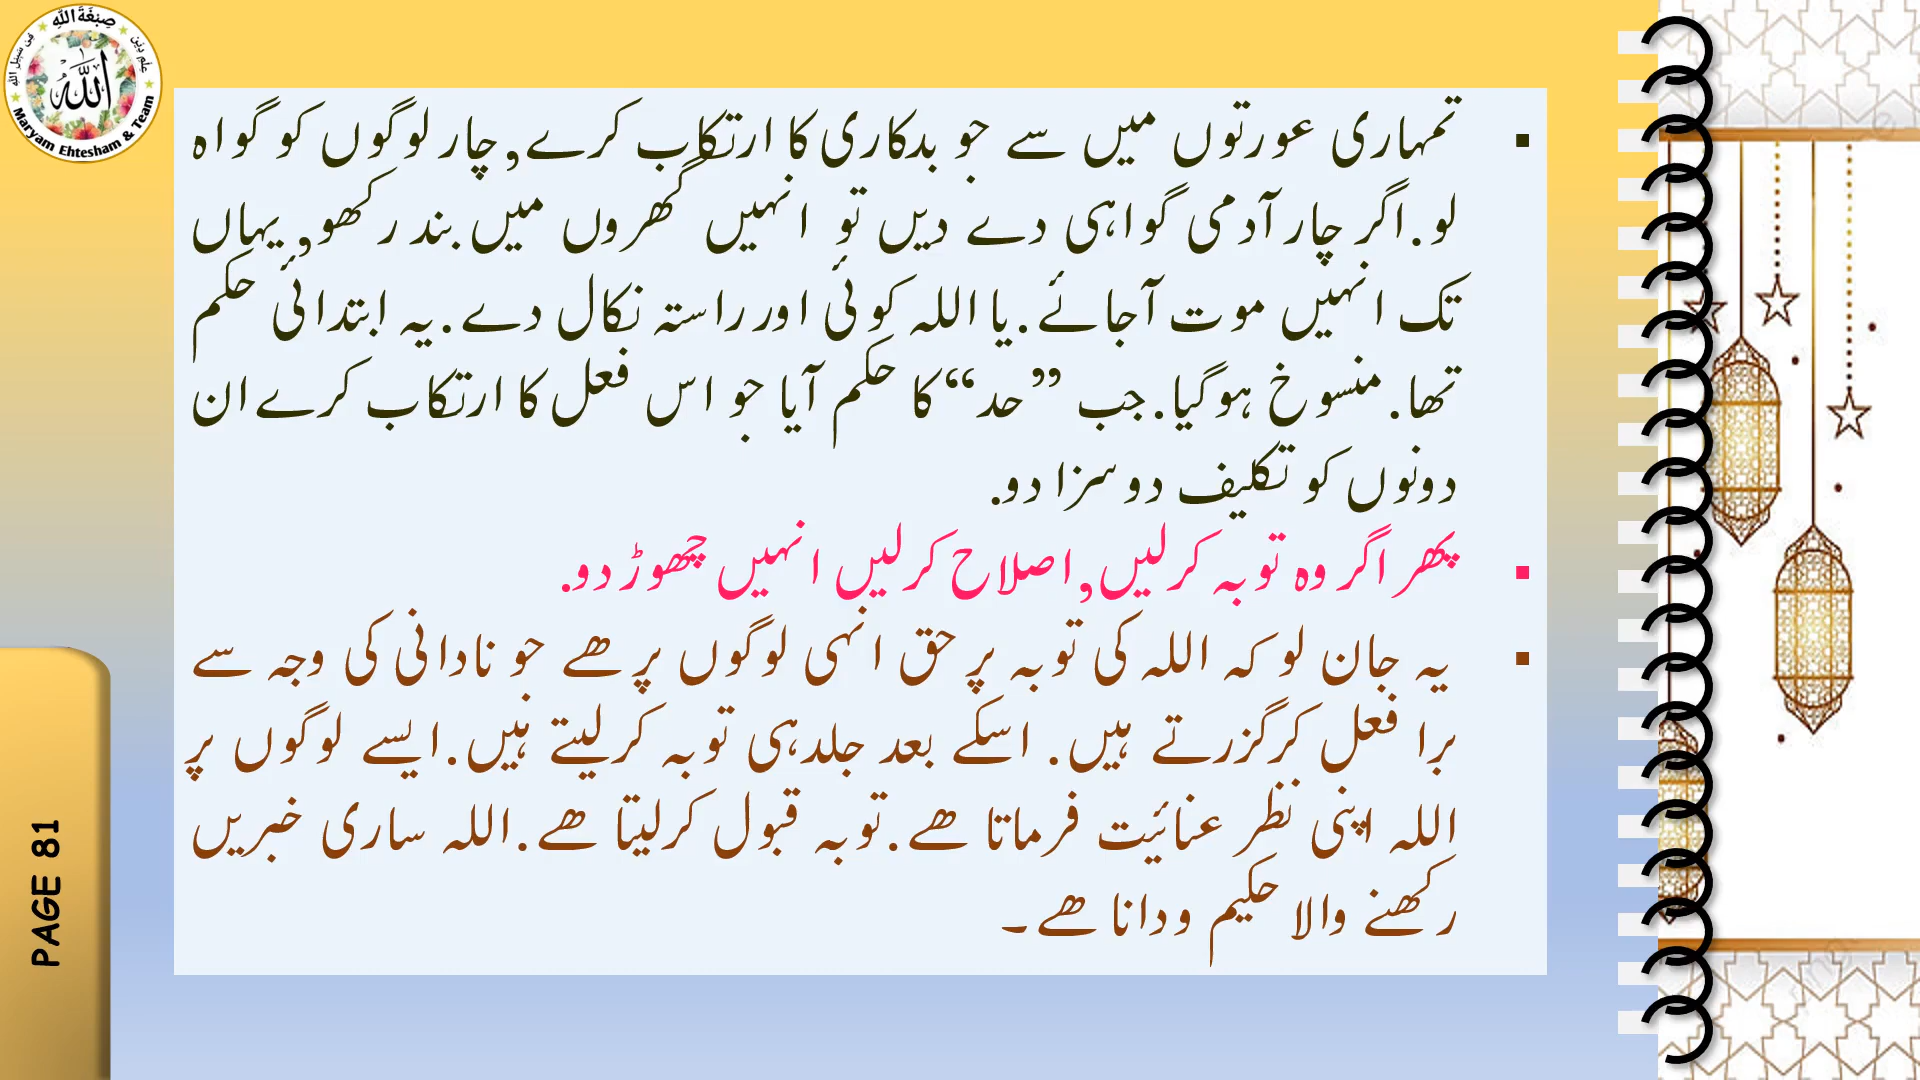 صِبْغَةَ اللّٰهِ
فِیْ سَبِیْلِ اللّٰهِ
عِلْمِ دِیْن
اللّٰه
Maryam Ehtesham & Team
تمہاری عورتوں میں سے جو بدکاری کا ارتکاب کرے,چار لوگوں کو گواہ
لو.اگر چار آدمی گواہی دے دیں تو انہیں گھروں میں بند رکھو,یہاں
تک انہیں موت آجائے.یا اللہ کوئی اور راستہ نکال دے.یہ ابتدائی حکم
تھا.منسوخ ہوگیا.جب ”حد“ کا حکم آیا جو اس فعل کا ارتکاب کرے ان
دونوں کو تکلیف دو سزا دو.
پھر اگر وہ توبہ کرلیں,اصلاح کرلیں انہیں چھوڑ دو.
یہ جان لو کہ اللہ کی توبہ پر حق انہی لوگوں پر ھے جو نادانی کی وجہ سے
برا فعل کرگزرتے ہیں. اسکے بعد جلد ہی توبہ کرلیتے ہیں.ایسے لوگوں پر
اللہ اپنی نظر عنائیت فرماتا ھے.توبہ قبول کرلیتا ھے.اللہ ساری خبریں
رکھنے والا حکیم ودانا ھے۔
PAGE 81